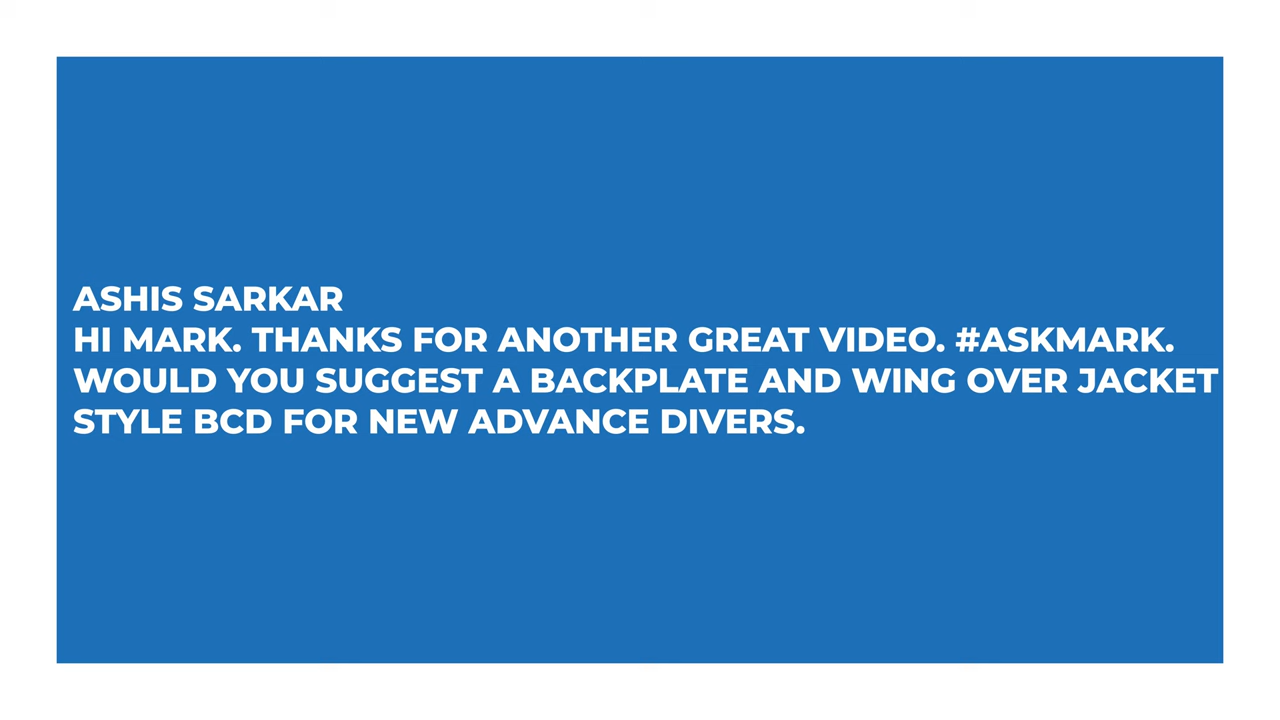 ASHIS SARKAR
HI MARK. THANKS FOR ANOTHER GREAT VIDEO. #ASKMARK.
WOULD YOU SUGGEST A BACKPLATE AND WING OVER JACKET
STYLE BCD FOR NEW ADVANCE DIVERS.